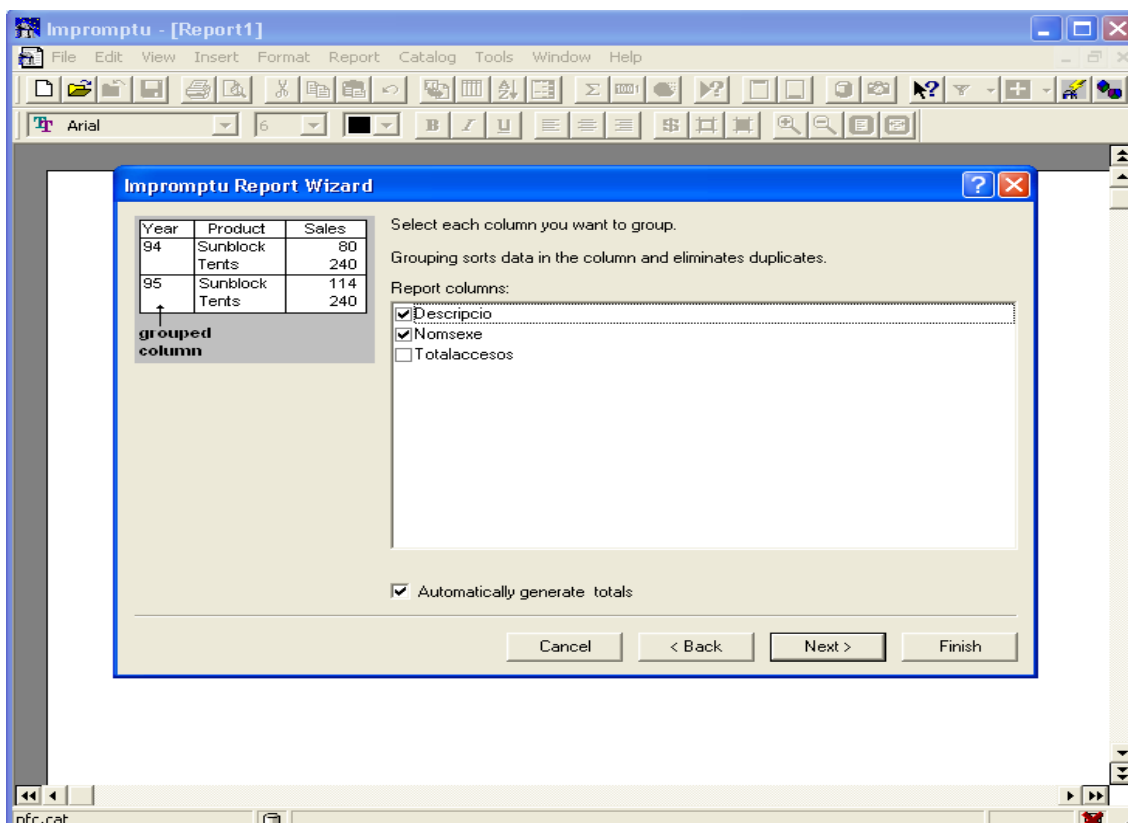 Impromptu - [Report1]
File Edit View Insert Format Report Catalog Tools Window Help
Arial 6 B I U
Impromptu Report Wizard
Year Product Sales
94 Sunblock 80
Tents 240
95 Sunblock 114
Tents 240
grouped
column
Select each column you want to group.
Grouping sorts data in the column and eliminates duplicates.
Report columns:
Descripcio
Nomsexe
Totalaccesos
Automatically generate totals
Cancel < Back Next > Finish
pfc.cat